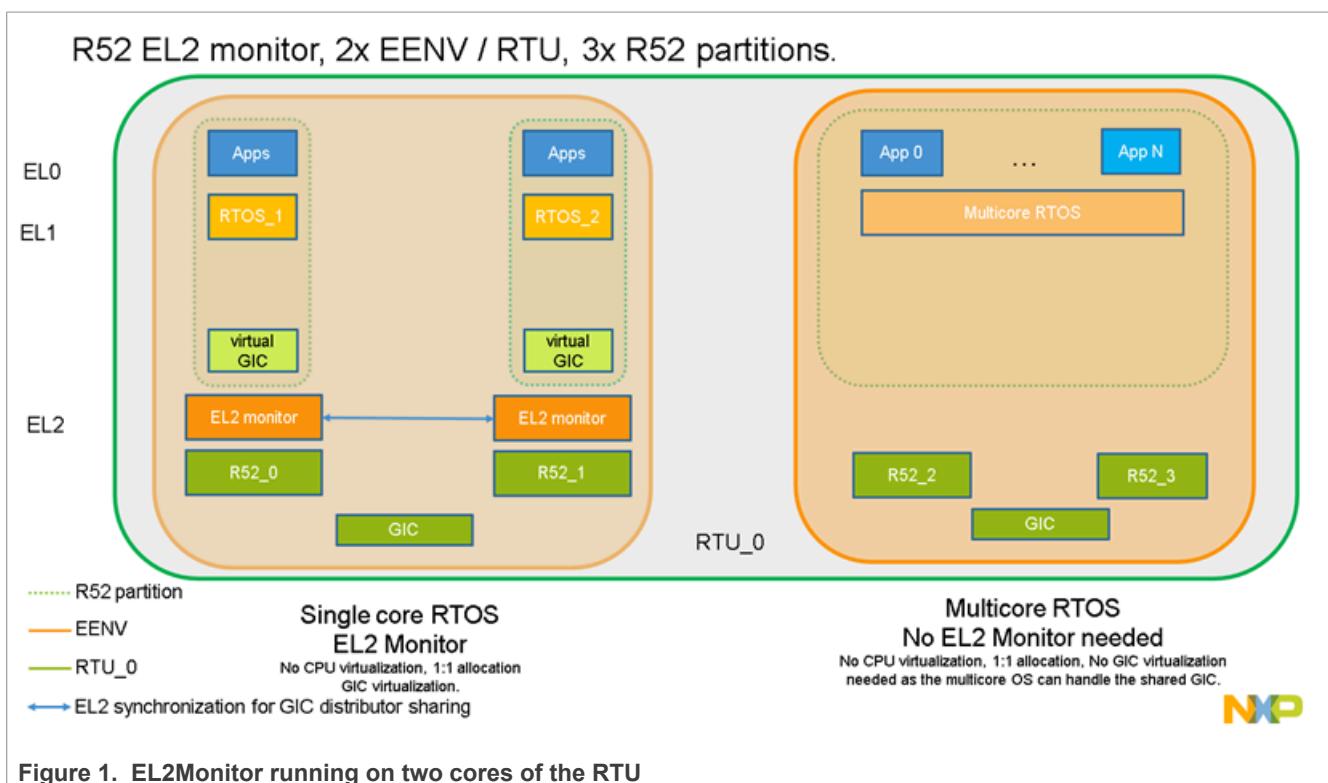 R52 EL2 monitor, 2x EENV / RTU, 3x R52 partitions.
EL0
EL1
EL2
Apps
Apps
RTOS_1
RTOS_2
virtual
GIC
virtual
GIC
EL2 monitor
EL2 monitor
R52_0
R52_1
GIC
App 0
...
App N
Multicore RTOS
R52_2
R52_3
GIC
RTU_0
R52 partition
EENV
RTU_0
EL2 synchronization for GIC distributor sharing
Single core RTOS
EL2 Monitor
No CPU virtualization, 1:1 allocation
GIC virtualization.
Multicore RTOS
No EL2 Monitor needed
No CPU virtualization, 1:1 allocation, No GIC virtualization
needed as the multicore OS can handle the shared GIC.
NXP
Figure 1. EL2Monitor running on two cores of the RTU